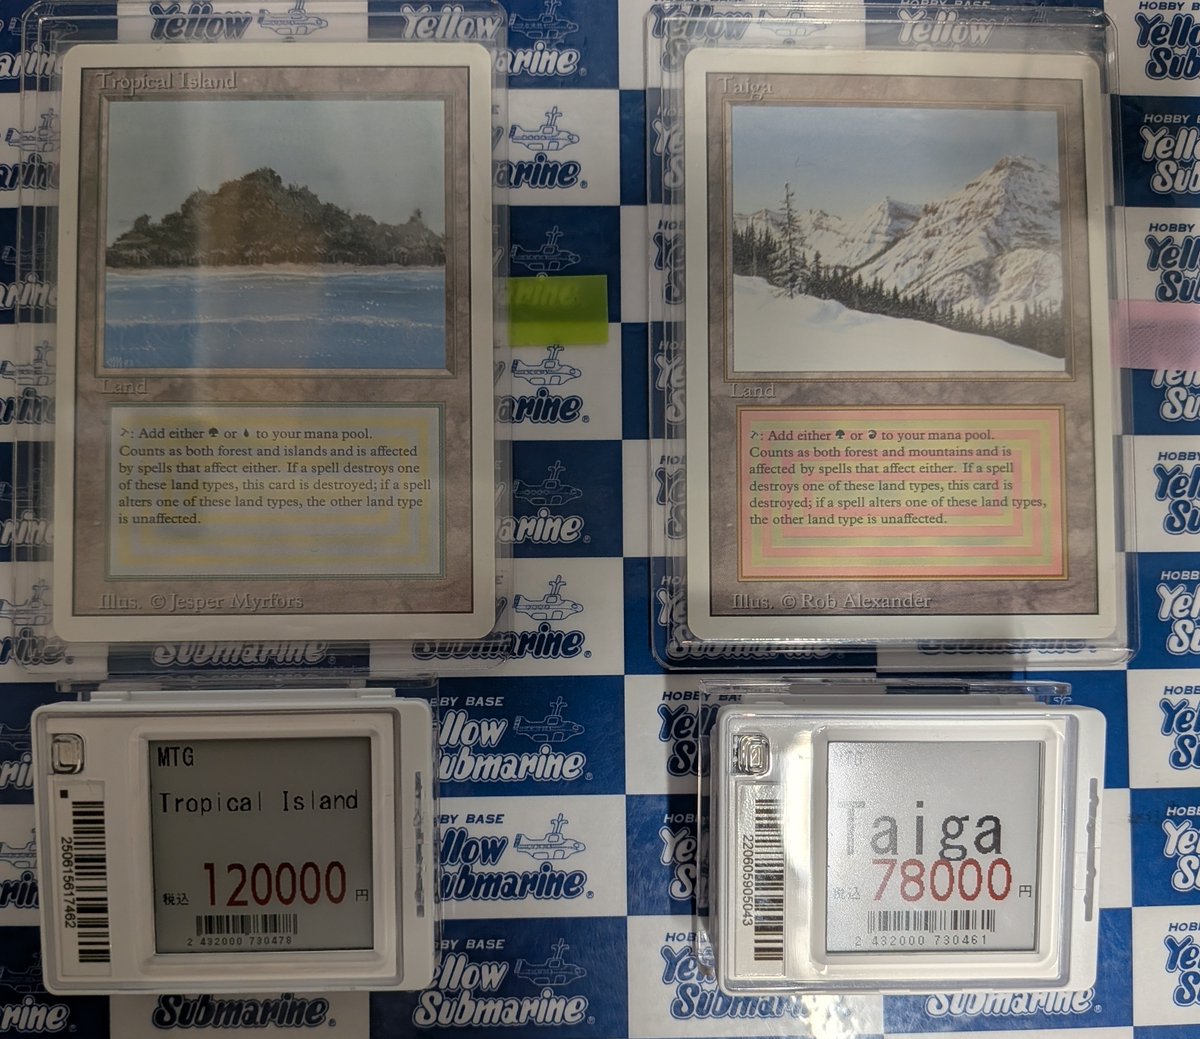 Tropical Island
Land
: Add either or to your mana pool.
Counts as both forest and islands and is affected
by spells that affect either. If a spell destroys one
of these land types, this card is destroyed; if a spell
alters one of these land types, the other land type
is unaffected.
Illus. © Jesper Myrfors
Taiga
Land
: Add either or to your mana pool.
Counts as both forest and mountains and is
affected by spells that affect either. If a spell
destroys one of these land types, this card is
destroyed; if a spell alters one of these land types,
the other land type is unaffected.
Illus. © Rob Alexander
MTG
Tropical Island
税込 120000 円
2 432000 730478
250615617462
Taiga
税込 78000 円
2 432000 730461
220605905043
HOBBY BASE
Yellow
Submarine®